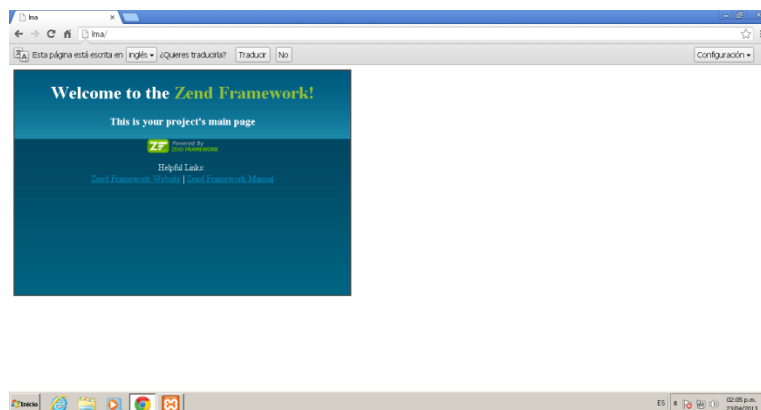 lma
lma/
Esta página está escrita en inglés ¿Quieres traducirla? Traducir No Configuración
Welcome to the Zend Framework!
This is your project's main page
ZF Powered By
ZEND FRAMEWORK
Helpful Links:
Zend Framework Website | Zend Framework Manual
Inicio ES 02:05 p.m.
23/04/2013